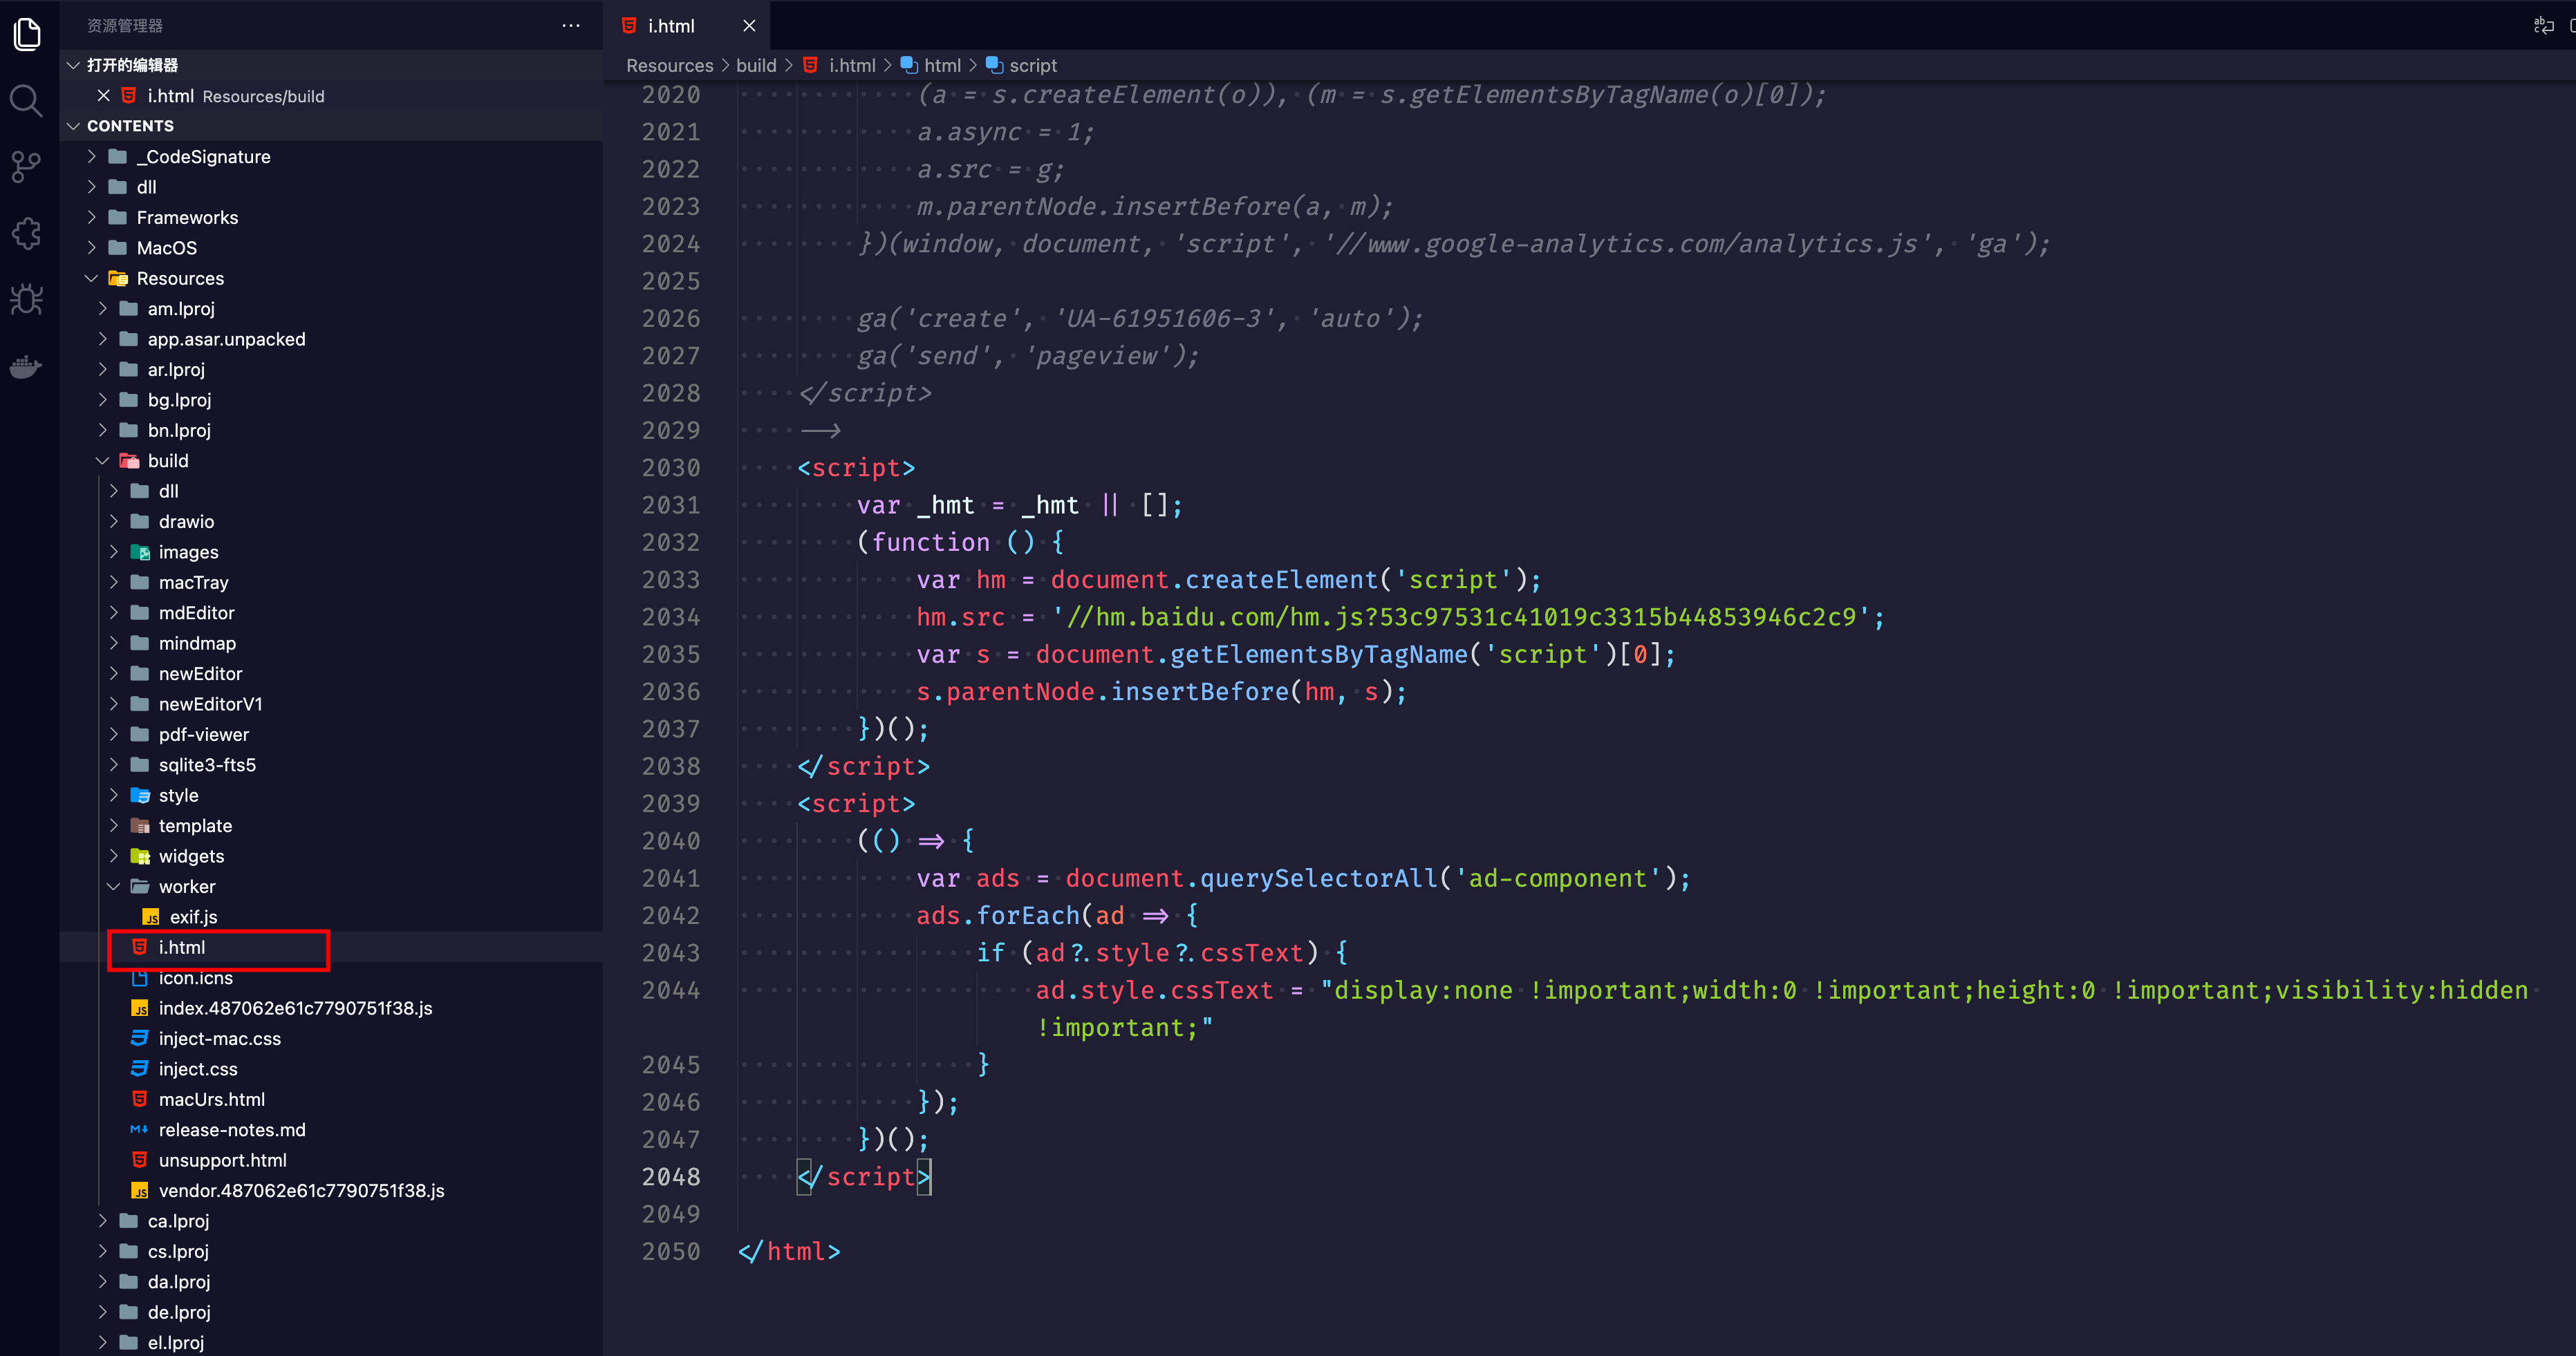 资源管理器
打开的编辑器
i.html Resources/build
CONTENTS
_CodeSignature
dll
Frameworks
MacOS
Resources
am.lproj
app.asar.unpacked
ar.lproj
bg.lproj
bn.lproj
build
dll
drawio
images
macTray
mdEditor
mindmap
newEditor
newEditorV1
pdf-viewer
sqlite3-fts5
style
template
widgets
worker
exif.js
i.html
icon.icns
index.487062e61c7790751f38.js
inject-mac.css
inject.css
macUrs.html
release-notes.md
unsupport.html
vendor.487062e61c7790751f38.js
ca.lproj
cs.lproj
da.lproj
de.lproj
el.lproj
i.html
Resources > build > i.html > html > script
2020 (a = s.createElement(o)), (m = s.getElementsByTagName(o)[0]);
2021 a.async = 1;
2022 a.src = g;
2023 m.parentNode.insertBefore(a, m);
2024 })(window, document, 'script', '//www.google-analytics.com/analytics.js', 'ga');
2025
2026 ga('create', 'UA-61951606-3', 'auto');
2027 ga('send', 'pageview');
2028 </script>
2029 -->
2030 <script>
2031 var _hmt = _hmt || [];
2032 (function () {
2033 var hm = document.createElement('script');
2034 hm.src = '//hm.baidu.com/hm.js?53c97531c41019c3315b44853946c2c9';
2035 var s = document.getElementsByTagName('script')[0];
2036 s.parentNode.insertBefore(hm, s);
2037 })();
2038 </script>
2039 <script>
2040 (() => {
2041 var ads = document.querySelectorAll('ad-component');
2042 ads.forEach(ad => {
2043 if (ad?.style?.cssText) {
2044 ad.style.cssText = "display:none !important;width:0 !important;height:0 !important;visibility:hidden
!important;"
2045 }
2046 });
2047 })();
2048 </script>
2049
2050 </html>